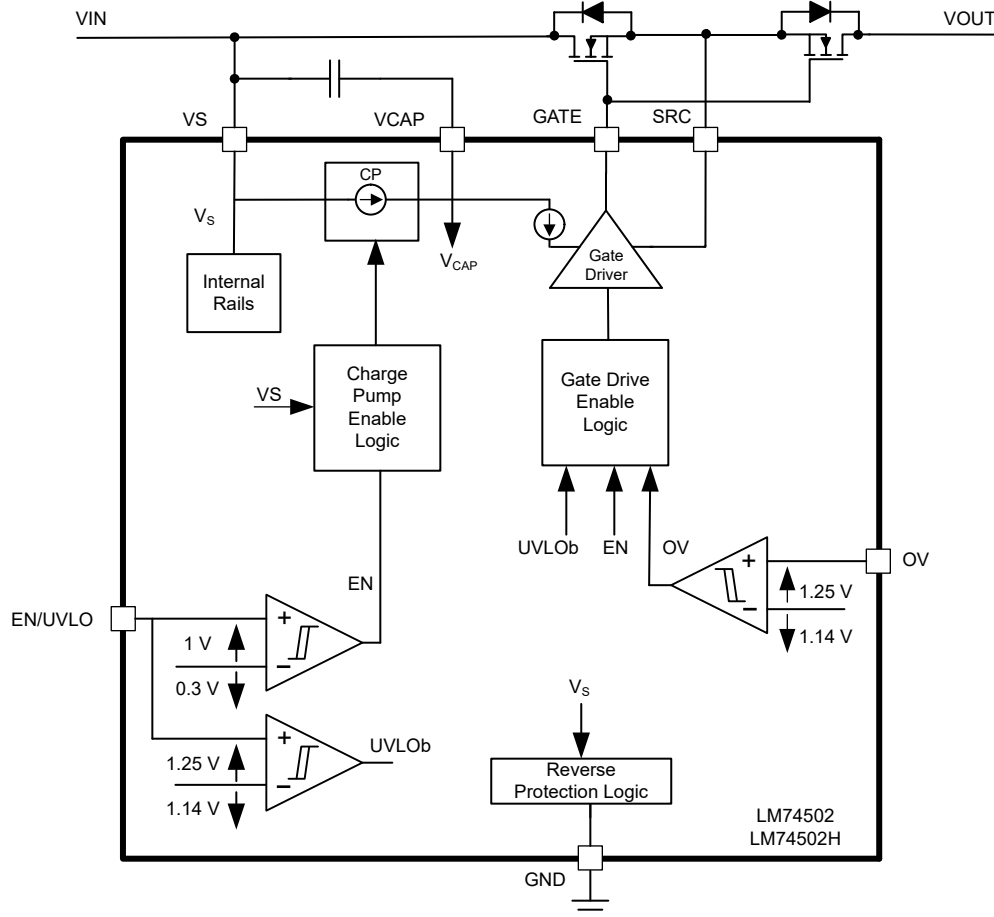 VIN
VOUT
VS
VCAP
GATE
SRC
CP
VS
VCAP
Gate
Driver
Internal
Rails
Charge
Pump
Enable
Logic
VS
Gate Drive
Enable
Logic
UVLOb
EN
OV
EN
+
−
1.25 V
1.14 V
OV
EN/UVLO
1 V
0.3 V
+
−
1.25 V
1.14 V
+
−
UVLOb
VS
Reverse
Protection Logic
LM74502
LM74502H
GND